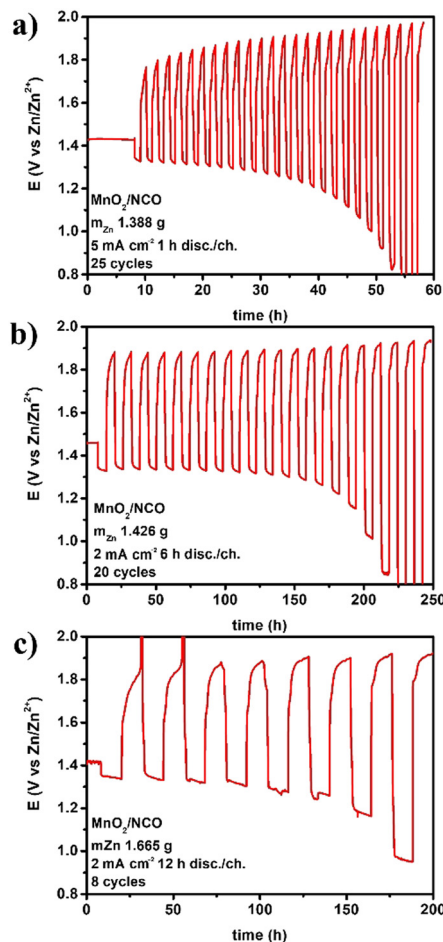 a)
2.0
1.8
1.6
1.4
1.2
1.0
0.8
E (V vs Zn/Zn²⁺)
MnO₂/NCO
m_Zn 1.388 g
5 mA cm⁻² 1 h disc./ch.
25 cycles
0 10 20 30 40 50 60
time (h)
b)
2.0
1.8
1.6
1.4
1.2
1.0
0.8
E (V vs Zn/Zn²⁺)
MnO₂/NCO
m_Zn 1.426 g
2 mA cm⁻² 6 h disc./ch.
20 cycles
0 50 100 150 200 250
time (h)
c)
2.0
1.8
1.6
1.4
1.2
1.0
0.8
E (V vs Zn/Zn²⁺)
MnO₂/NCO
mZn 1.665 g
2 mA cm⁻² 12 h disc./ch.
8 cycles
0 50 100 150 200
time (h)